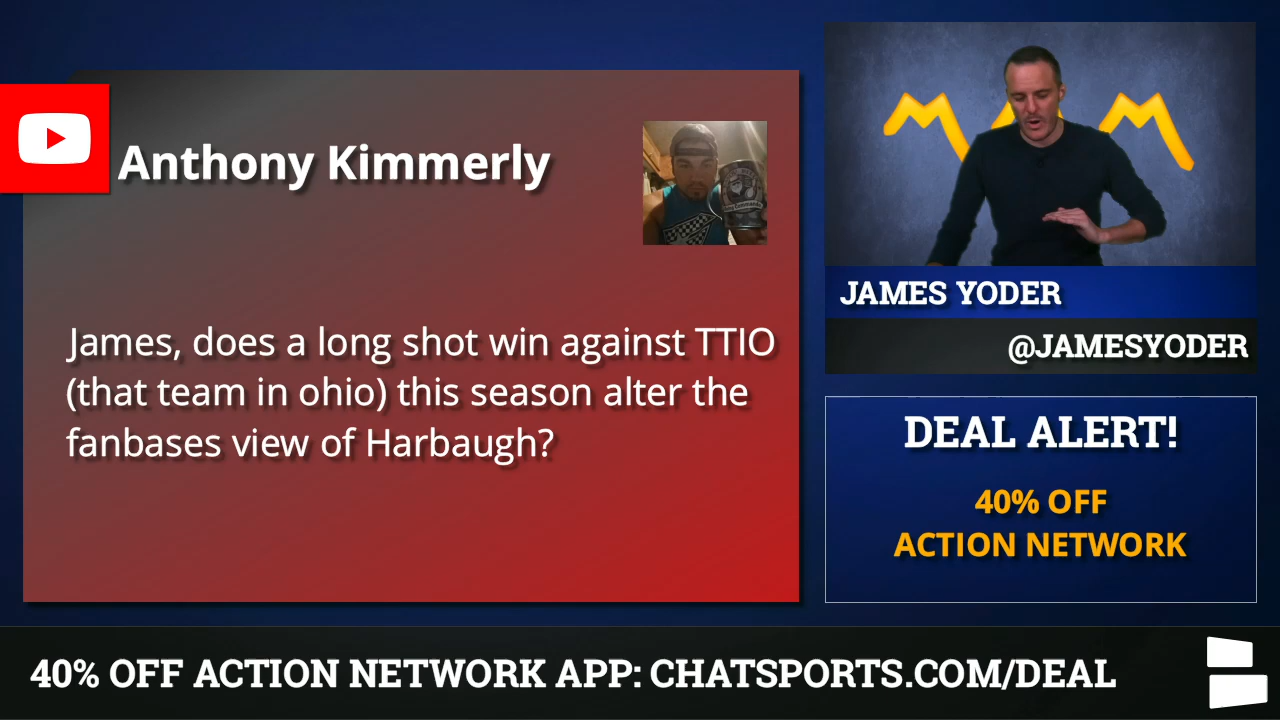 Anthony Kimmerly
James, does a long shot win against TTIO
(that team in ohio) this season alter the
fanbases view of Harbaugh?
JAMES YODER
@JAMESYODER
DEAL ALERT!
40% OFF
ACTION NETWORK
40% OFF ACTION NETWORK APP: CHATSPORTS.COM/DEAL